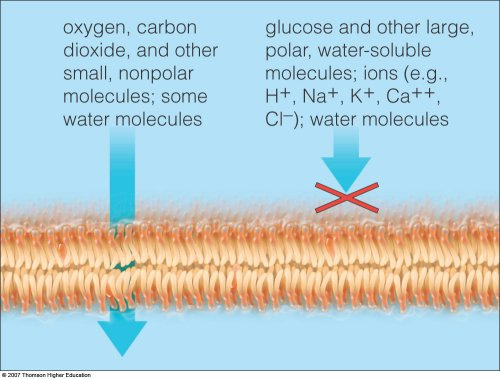 oxygen, carbon
dioxide, and other
small, nonpolar
molecules; some
water molecules
glucose and other large,
polar, water-soluble
molecules; ions (e.g.,
H+, Na+, K+, Ca++,
Cl–); water molecules
© 2007 Thomson Higher Education